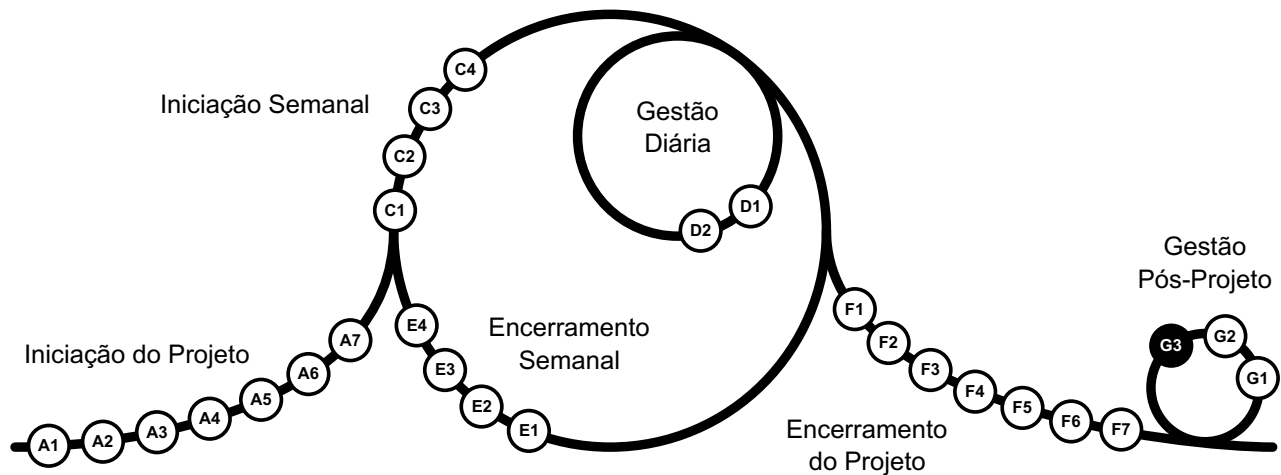 C4
Iniciação Semanal
C3
C2
C1
Gestão
Diária
D1
D2
Gestão
Pós-Projeto
G3
G2
G1
Iniciação do Projeto
A1
A2
A3
A4
A5
A6
A7
Encerramento
Semanal
E4
E3
E2
E1
F1
F2
F3
F4
F5
F6
F7
Encerramento
do Projeto